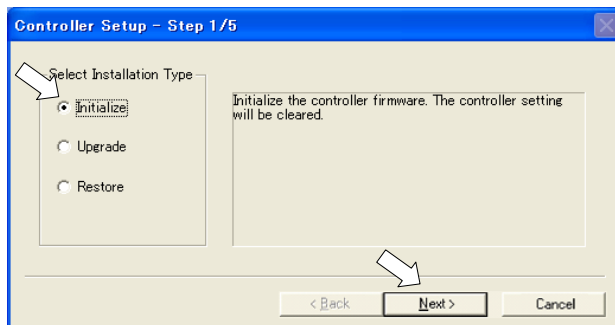 Controller Setup - Step 1/5
Select Installation Type
Initialize
Upgrade
Restore
Initialize the controller firmware. The controller setting
will be cleared.
< Back
Next >
Cancel